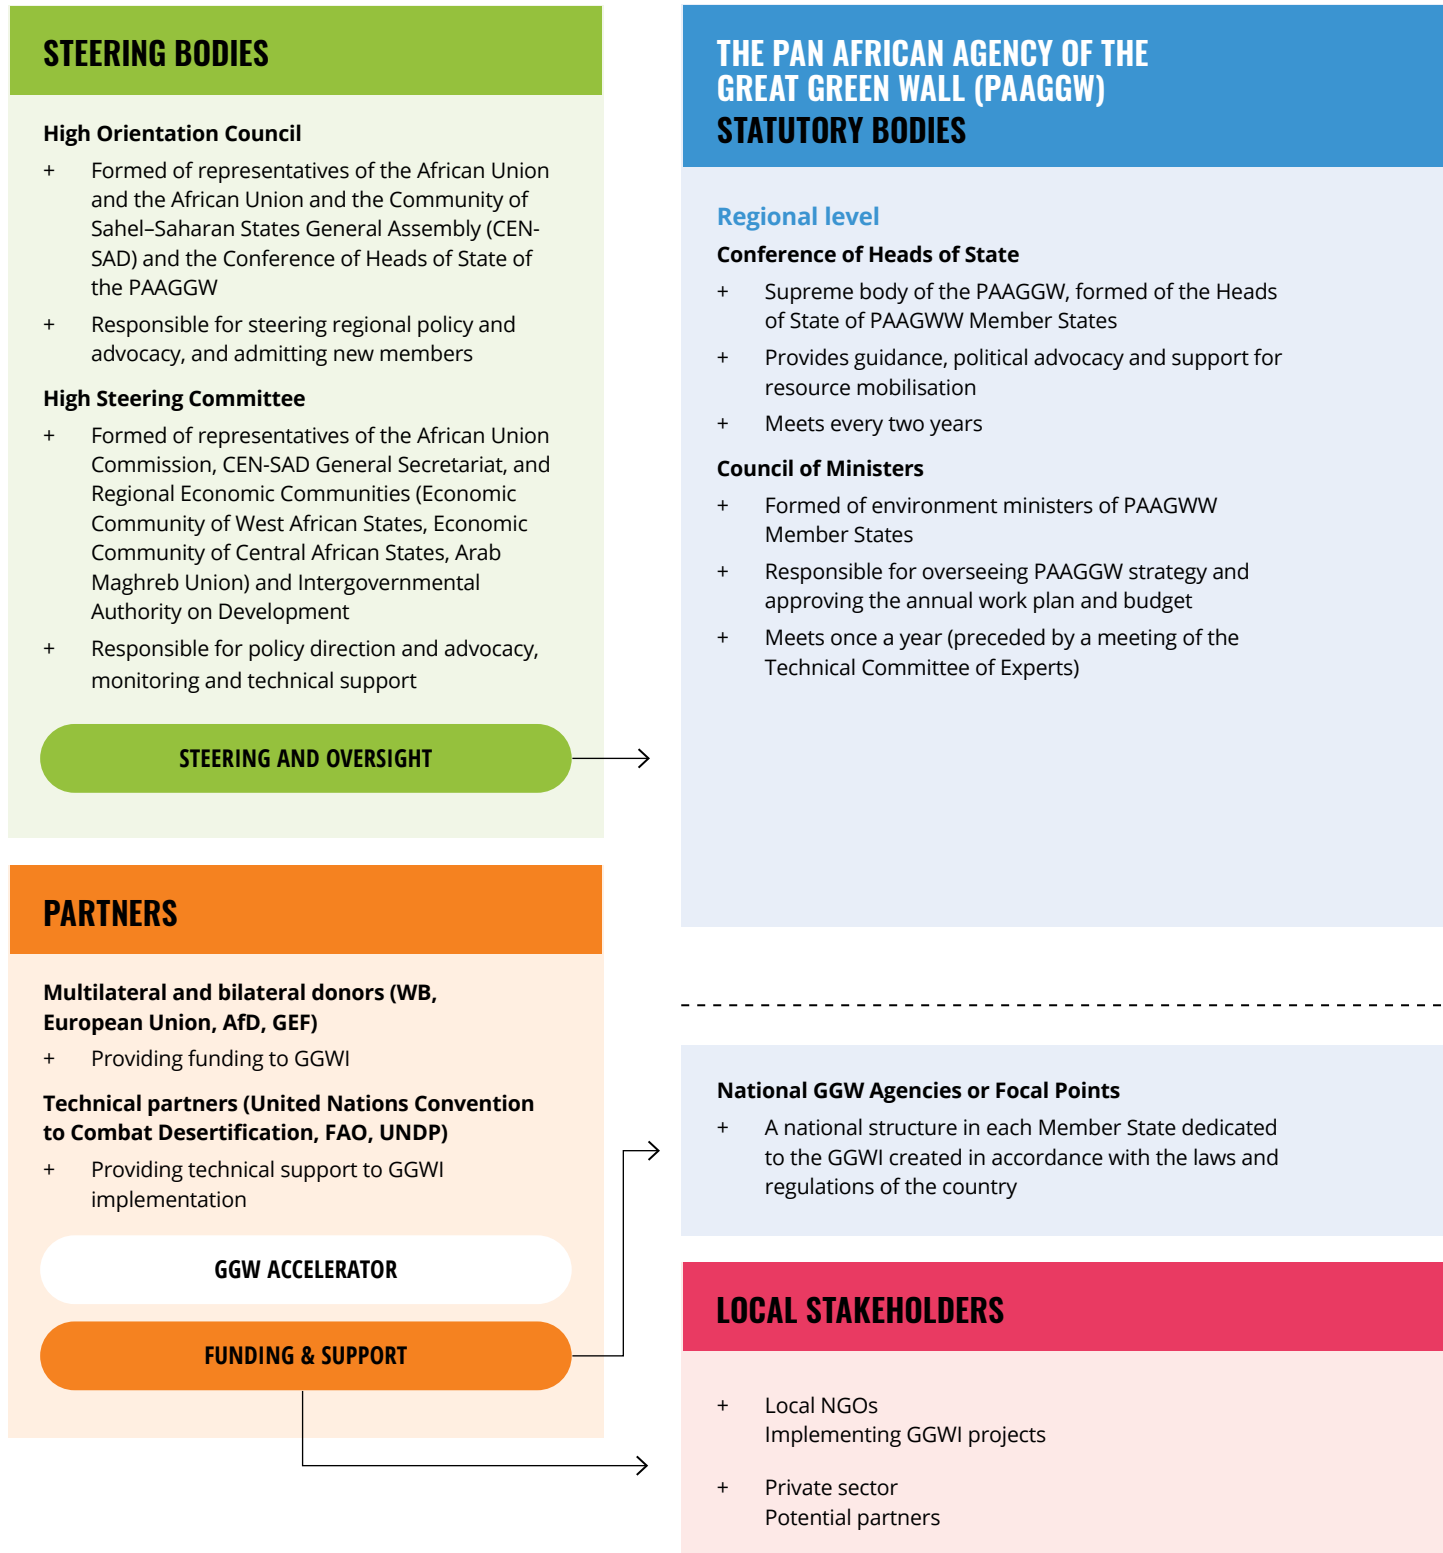 STEERING BODIES
High Orientation Council
+ Formed of representatives of the African Union
and the African Union and the Community of
Sahel–Saharan States General Assembly (CEN-
SAD) and the Conference of Heads of State of
the PAAGGW
+ Responsible for steering regional policy and
advocacy, and admitting new members
High Steering Committee
+ Formed of representatives of the African Union
Commission, CEN-SAD General Secretariat, and
Regional Economic Communities (Economic
Community of West African States, Economic
Community of Central African States, Arab
Maghreb Union) and Intergovernmental
Authority on Development
+ Responsible for policy direction and advocacy,
monitoring and technical support
STEERING AND OVERSIGHT
PARTNERS
Multilateral and bilateral donors (WB,
European Union, AfD, GEF)
+ Providing funding to GGWI
Technical partners (United Nations Convention
to Combat Desertification, FAO, UNDP)
+ Providing technical support to GGWI
implementation
GGW ACCELERATOR
FUNDING & SUPPORT
THE PAN AFRICAN AGENCY OF THE
GREAT GREEN WALL (PAAGGW)
STATUTORY BODIES
Regional level
Conference of Heads of State
+ Supreme body of the PAAGGW, formed of the Heads
of State of PAAGWW Member States
+ Provides guidance, political advocacy and support for
resource mobilisation
+ Meets every two years
Council of Ministers
+ Formed of environment ministers of PAAGWW
Member States
+ Responsible for overseeing PAAGGW strategy and
approving the annual work plan and budget
+ Meets once a year (preceded by a meeting of the
Technical Committee of Experts)
National GGW Agencies or Focal Points
+ A national structure in each Member State dedicated
to the GGWI created in accordance with the laws and
regulations of the country
LOCAL STAKEHOLDERS
+ Local NGOs
Implementing GGWI projects
+ Private sector
Potential partners